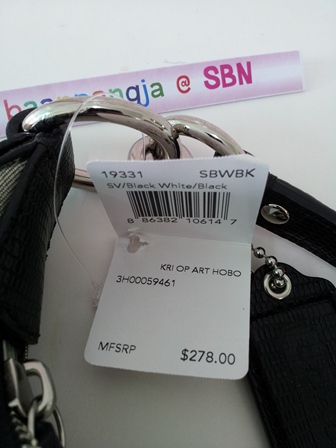 baanpangja @ SBN
19331 SBWBK
SV/Black White/Black
8 86382 10614 7
KRI OP ART HOBO
3H00059461
MFSRP $278.00